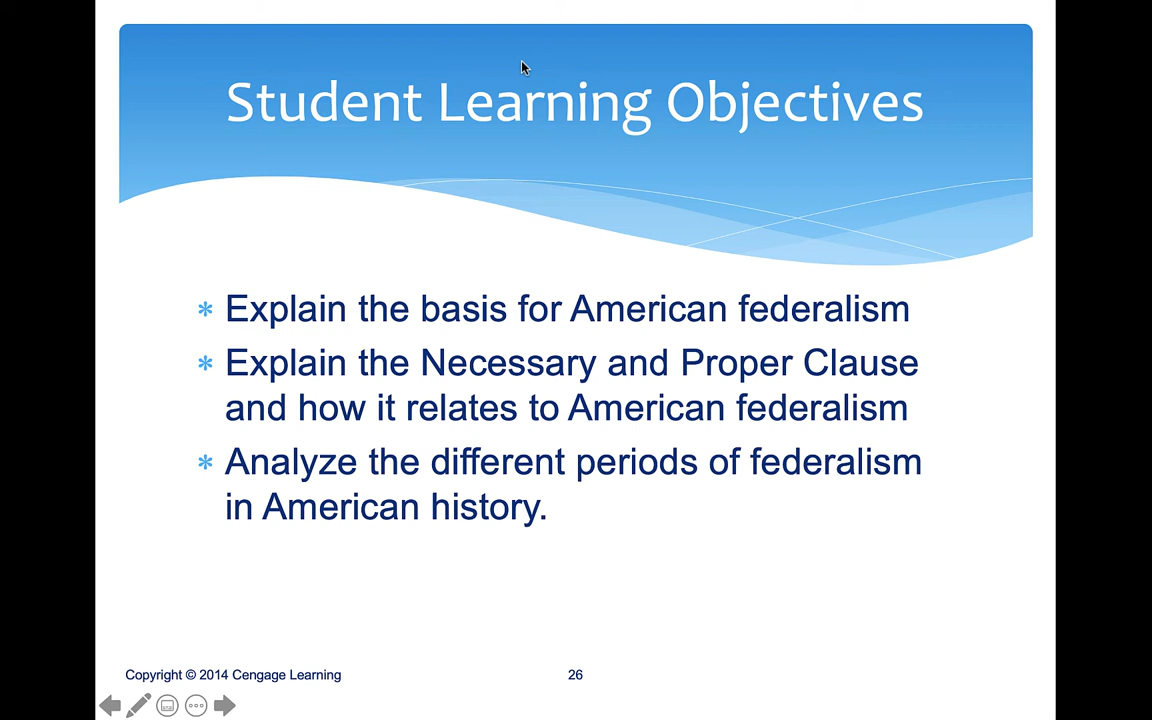 Student Learning Objectives
* Explain the basis for American federalism
* Explain the Necessary and Proper Clause
and how it relates to American federalism
* Analyze the different periods of federalism
in American history.
Copyright © 2014 Cengage Learning
26